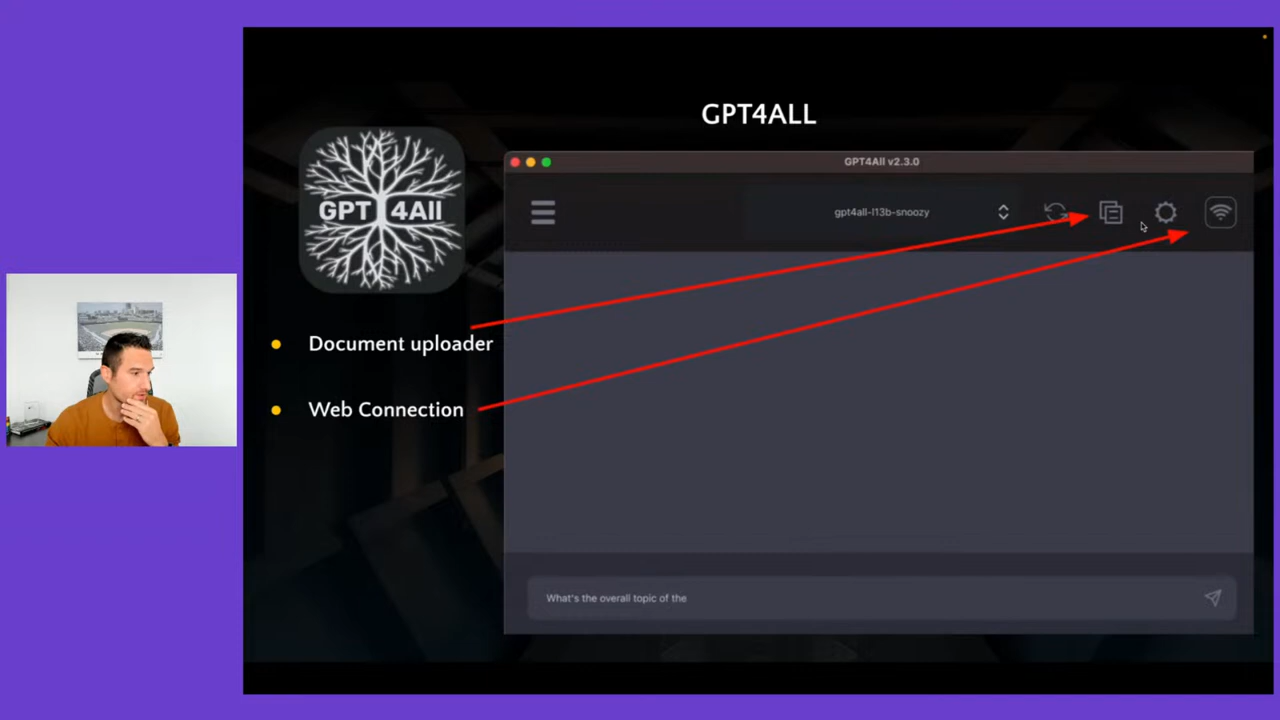 GPT4ALL
GPT 4All
GPT4All v2.3.0
gpt4all-l13b-snoozy
Document uploader
Web Connection
What's the overall topic of the